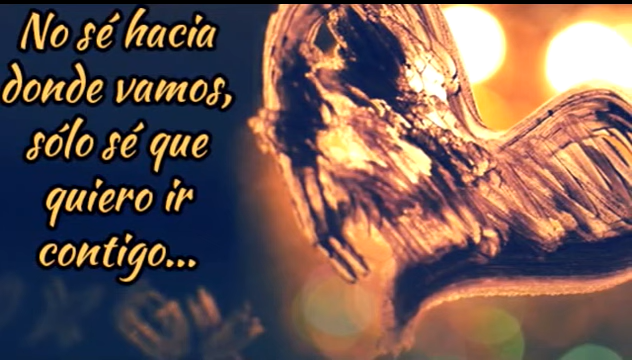 No sé hacia
donde vamos,
sólo sé que
quiero ir
contigo...